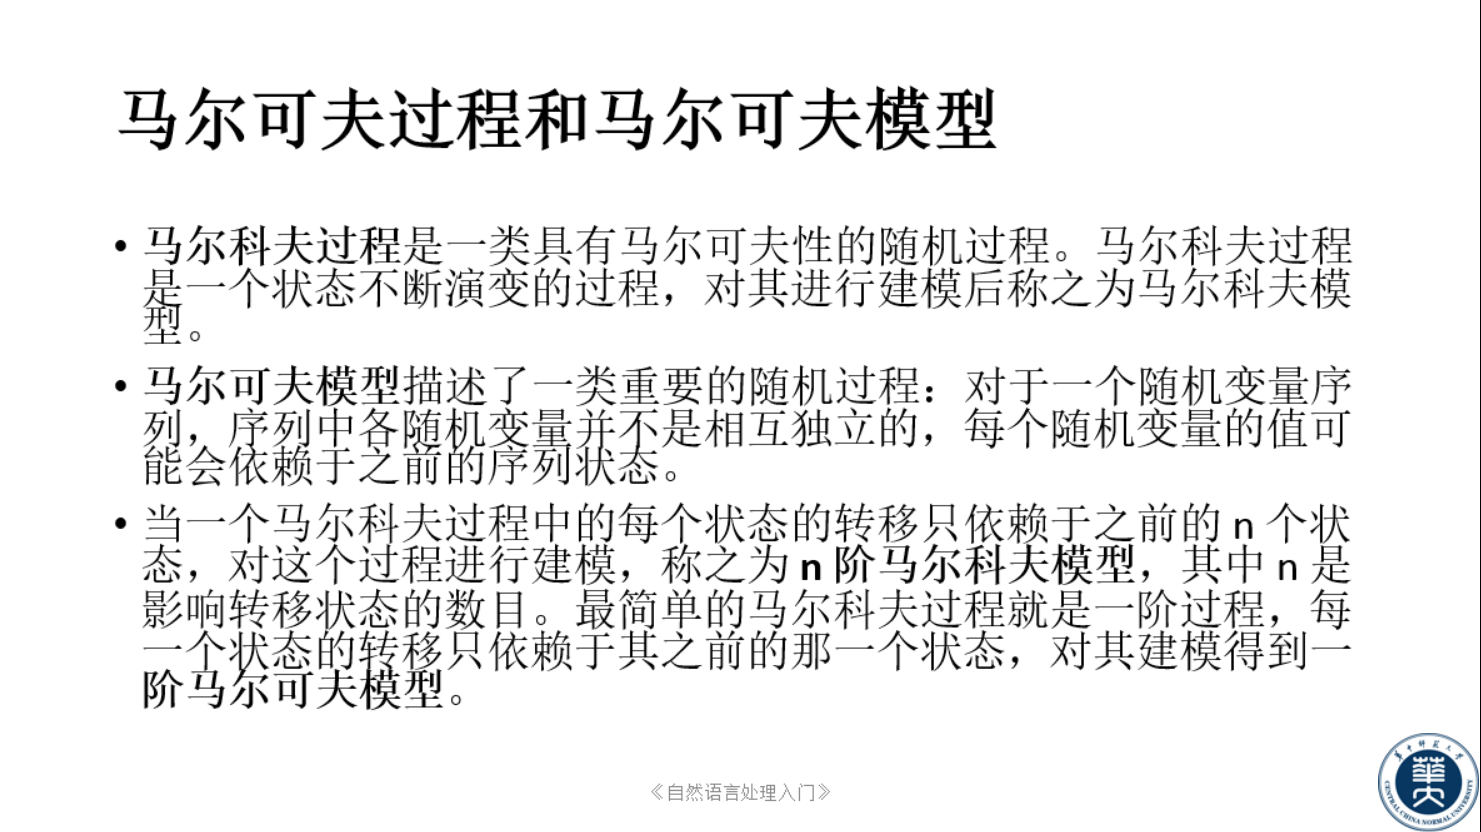 马尔可夫过程和马尔可夫模型
• 马尔科夫过程是一类具有马尔可夫性的随机过程。马尔科夫过程
是一个状态不断演变的过程，对其进行建模后称之为马尔科夫模
型。
• 马尔可夫模型描述了一类重要的随机过程：对于一个随机变量序
列，序列中各随机变量并不是相互独立的，每个随机变量的值可
能会依赖于之前的序列状态。
• 当一个马尔科夫过程中的每个状态的转移只依赖于之前的 n 个状
态，对这个过程进行建模，称之为 n 阶马尔科夫模型，其中 n 是
影响转移状态的数目。最简单的马尔科夫过程就是一阶过程，每
一个状态的转移只依赖于其之前的那一个状态，对其建模得到一
阶马尔可夫模型。
《自然语言处理入门》
华中师范大学
CENTRAL CHINA NORMAL UNIVERSITY